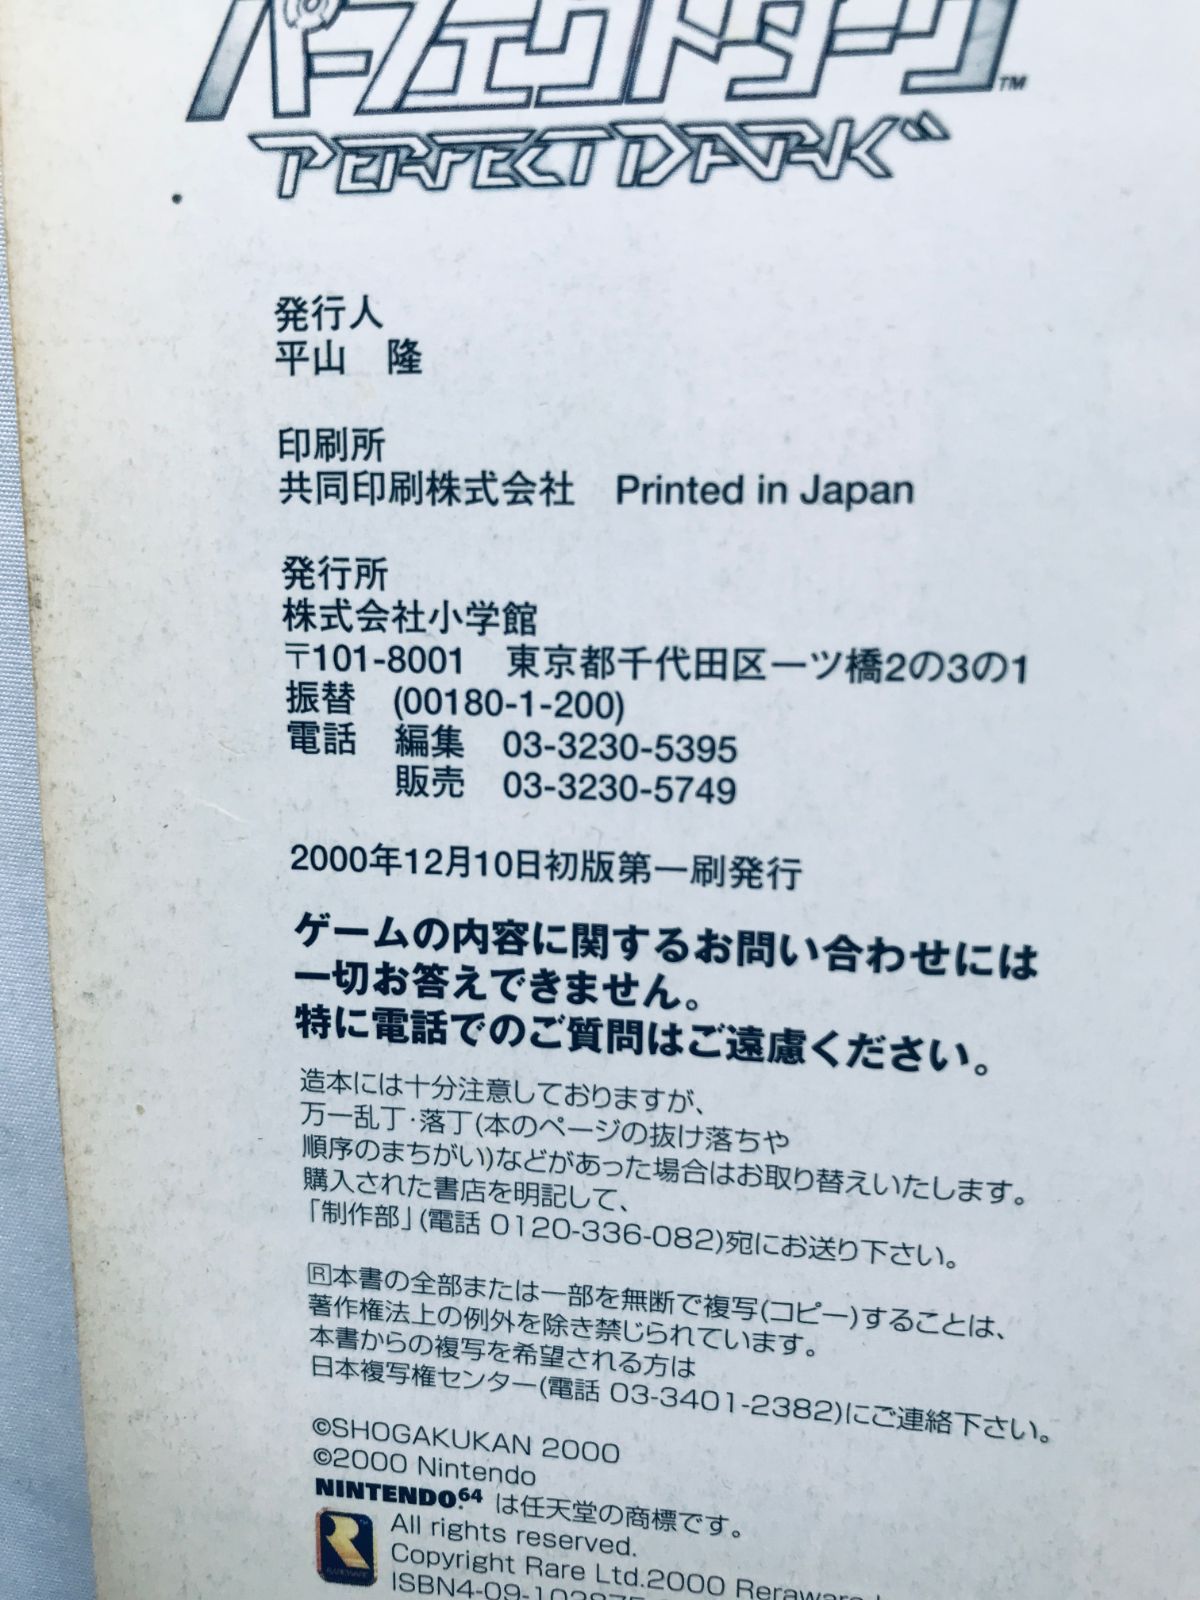 パーフェクトダーク™
PERFECT DARK
発行人
平山 隆
印刷所
共同印刷株式会社 Printed in Japan
発行所
株式会社小学館
〒101-8001 東京都千代田区一ツ橋2の3の1
振替 (00180-1-200)
電話 編集 03-3230-5395
販売 03-3230-5749
2000年12月10日初版第一刷発行
ゲームの内容に関するお問い合わせには
一切お答えできません。
特に電話でのご質問はご遠慮ください。
造本には十分注意しておりますが、
万一乱丁・落丁(本のページの抜け落ちや
順序のまちがい)などがあった場合はお取り替えいたします。
購入された書店を明記して、
「制作部」(電話 0120-336-082)宛にお送り下さい。
Ⓡ本書の全部または一部を無断で複写(コピー)することは、
著作権法上の例外を除き禁じられています。
本書からの複写を希望される方は
日本複写権センター(電話 03-3401-2382)にご連絡下さい。
©SHOGAKUKAN 2000
©2000 Nintendo
NINTENDO64 は任天堂の商標です。
All rights reserved.
Copyright Rare Ltd.2000 Rareware
ISBN4-09-102875